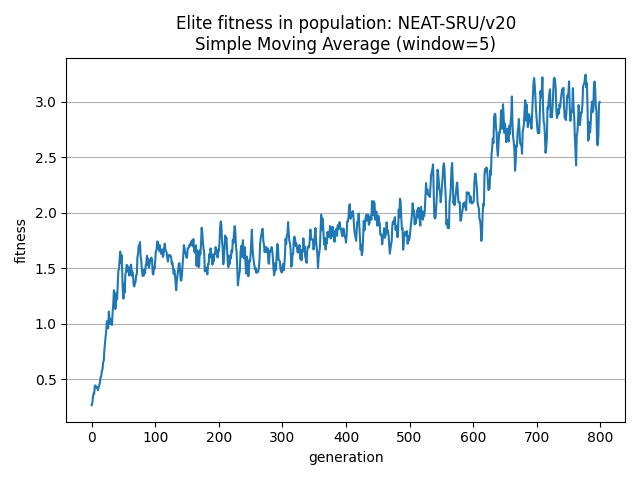 Elite fitness in population: NEAT-SRU/v20
Simple Moving Average (window=5)
fitness
3.0
2.5
2.0
1.5
1.0
0.5
0 100 200 300 400 500 600 700 800
generation